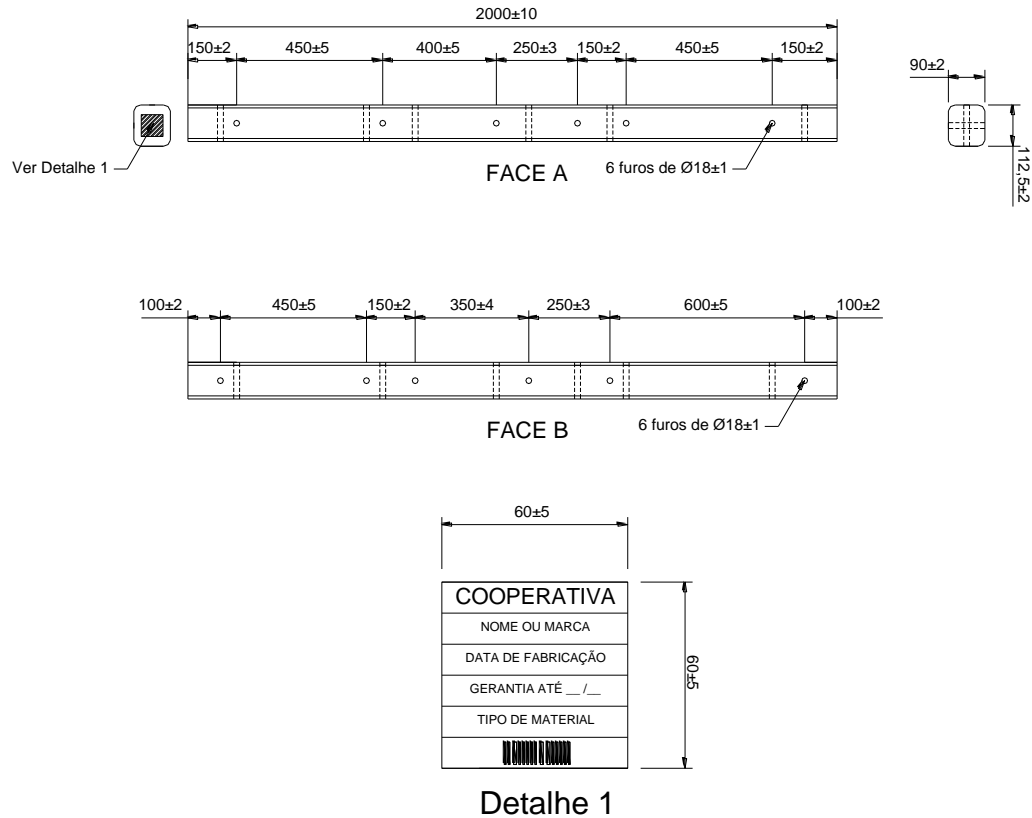 2000±10
150±2
450±5
400±5
250±3
150±2
450±5
150±2
90±2
112,5±2
Ver Detalhe 1
FACE A
6 furos de Ø18±1
100±2
450±5
150±2
350±4
250±3
600±5
100±2
FACE B
6 furos de Ø18±1
60±5
COOPERATIVA
NOME OU MARCA
DATA DE FABRICAÇÃO
GERANTIA ATÉ __ /__
TIPO DE MATERIAL
60±5
Detalhe 1